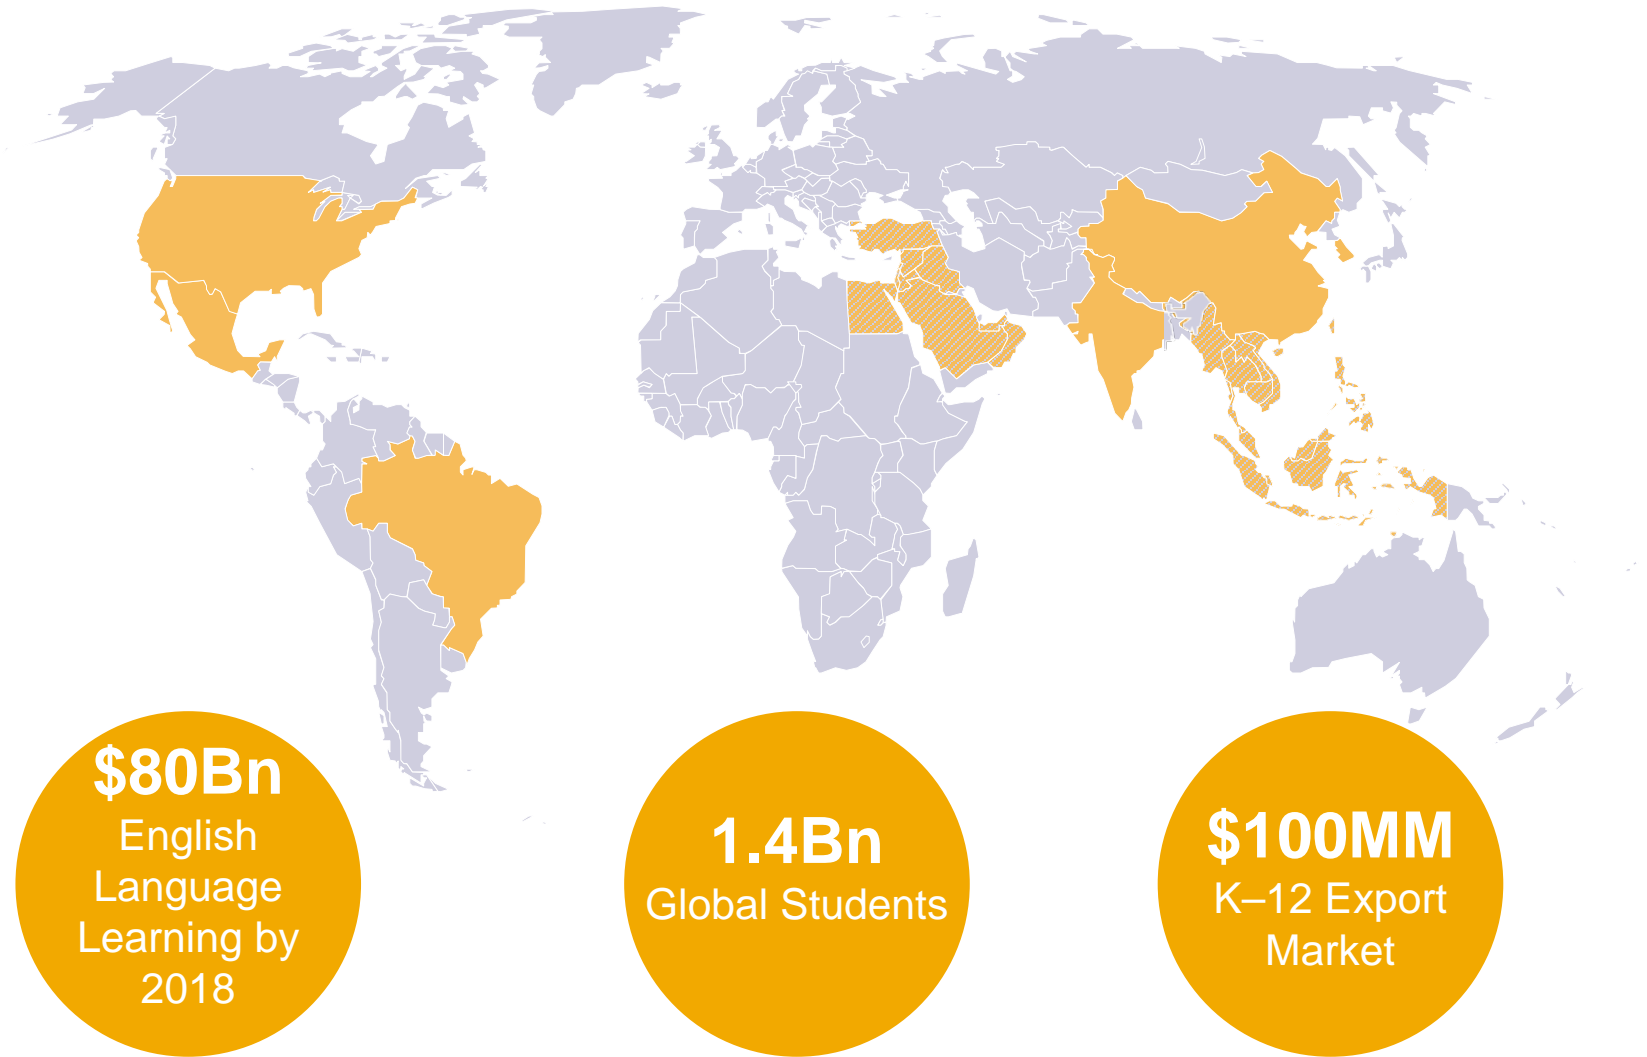 $80Bn
English
Language
Learning by
2018
1.4Bn
Global Students
$100MM
K–12 Export
Market